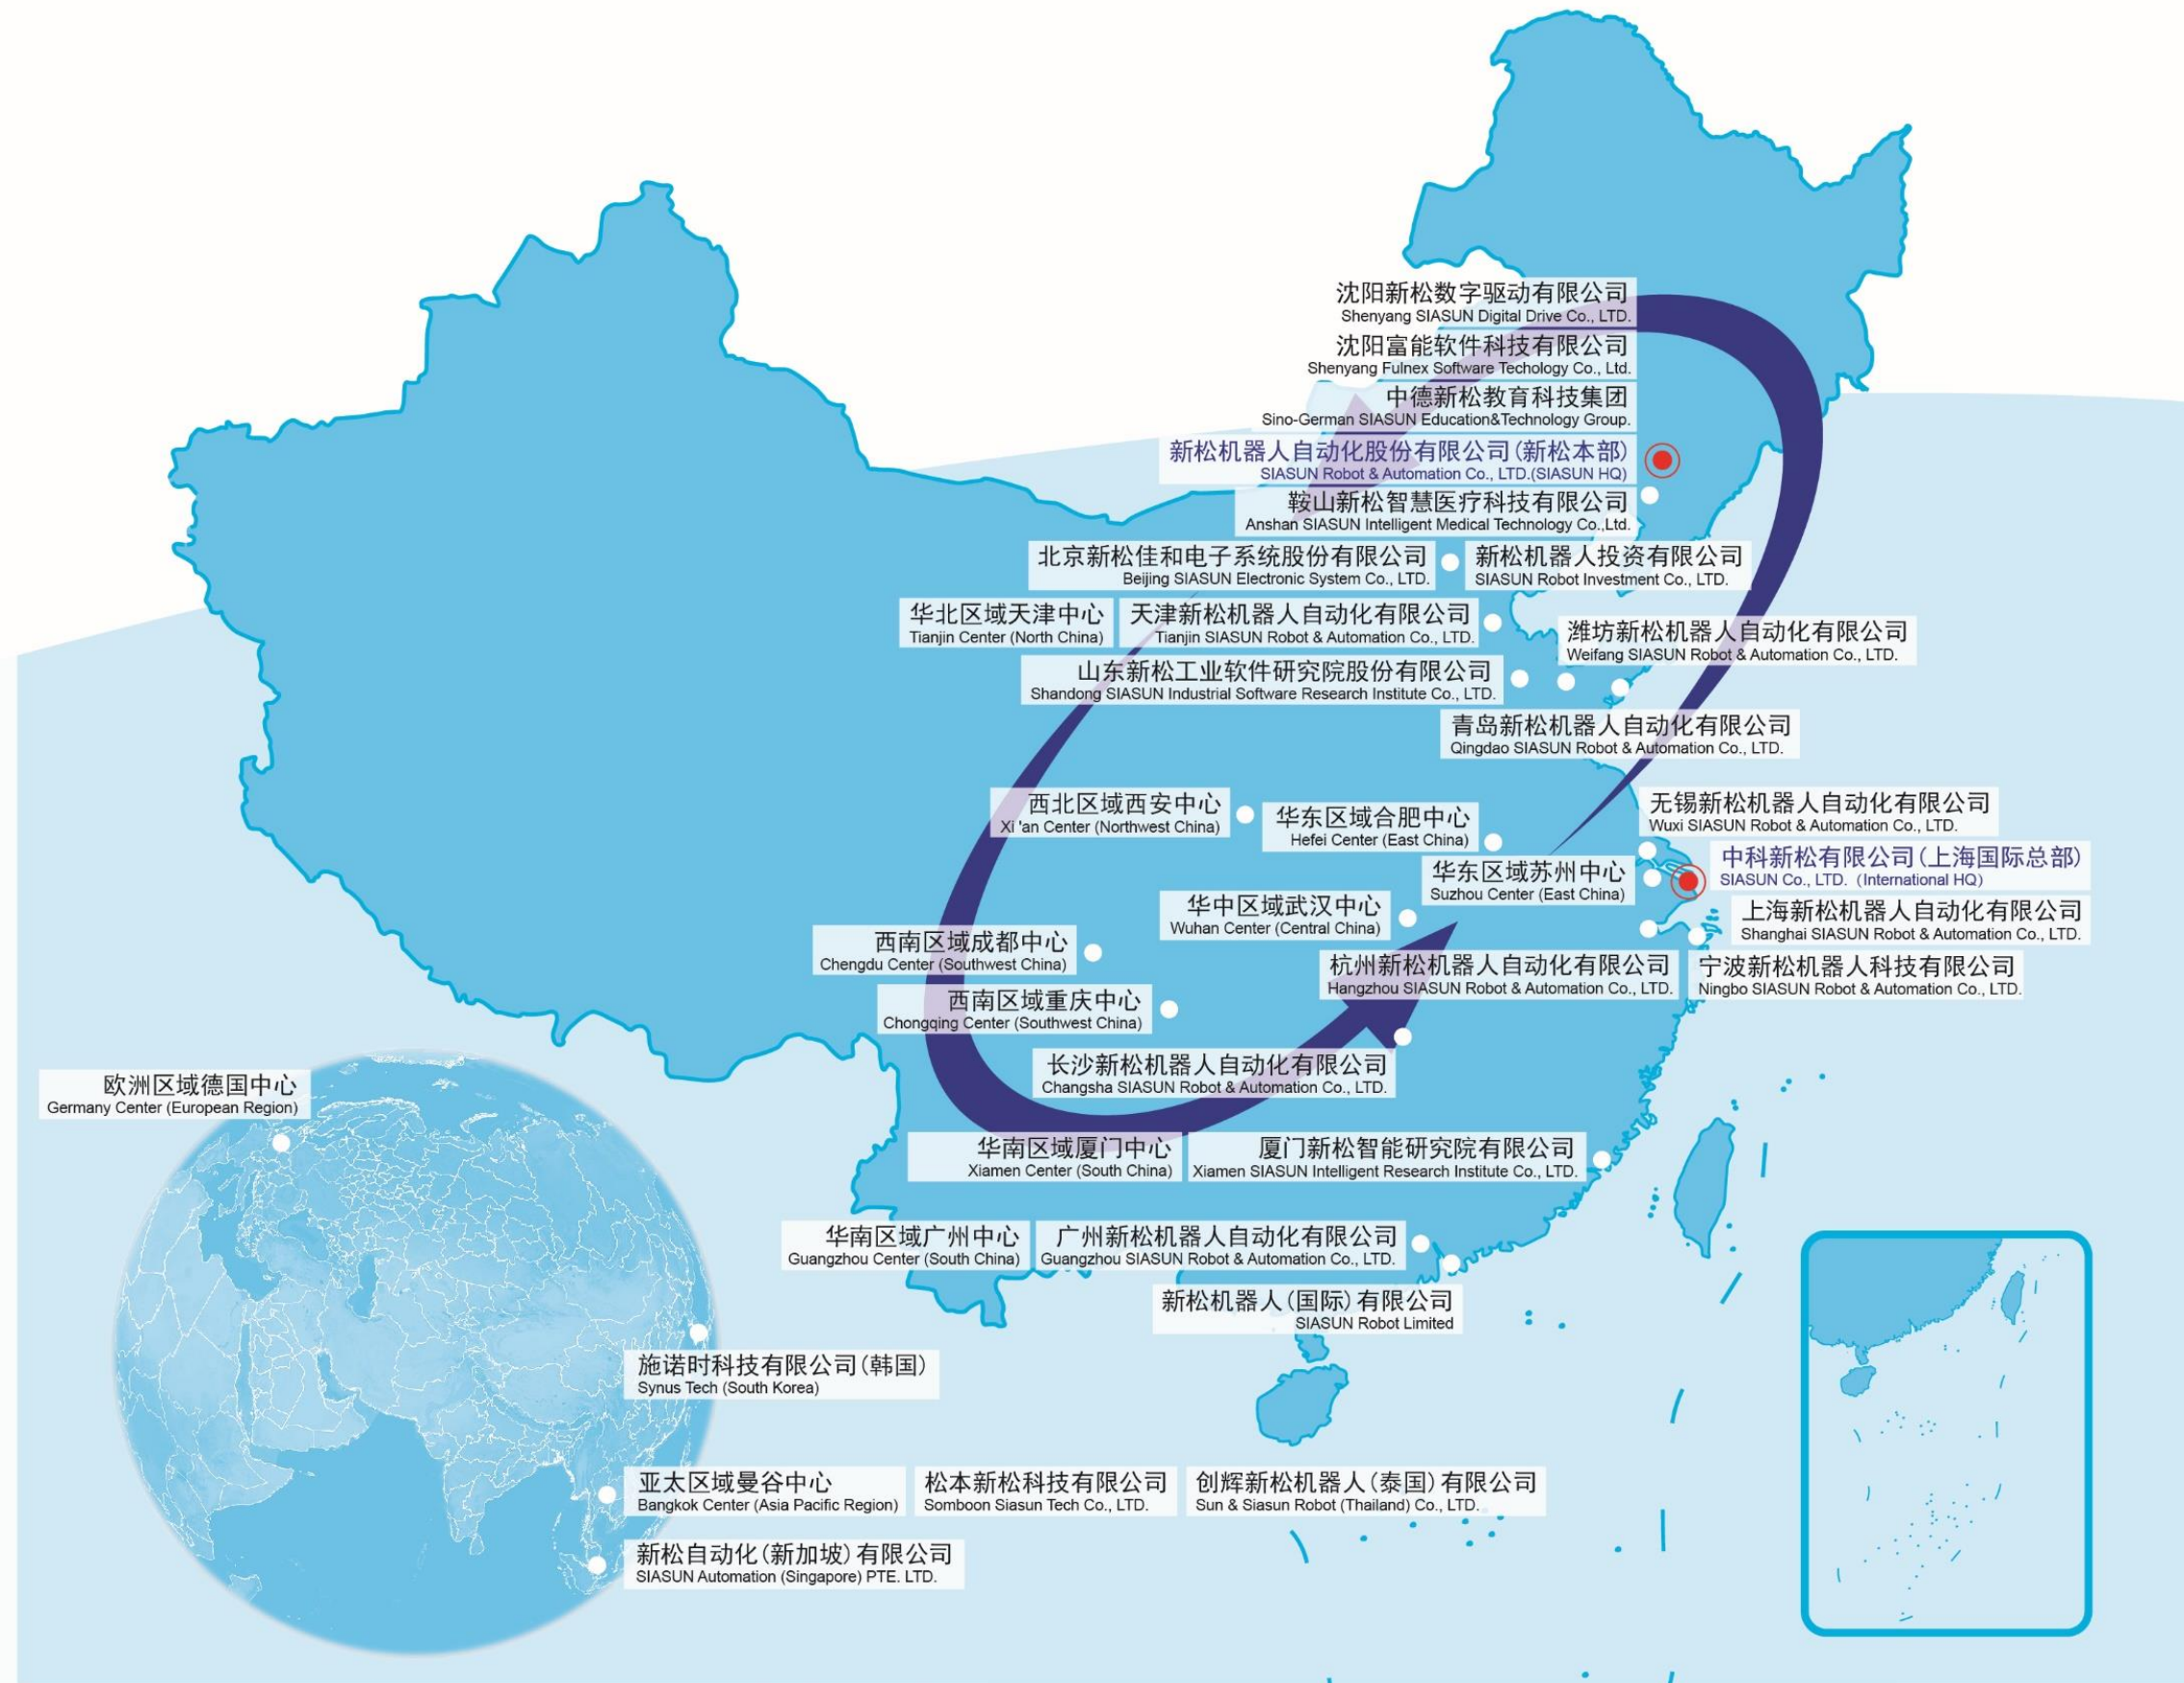 沈阳新松数字驱动有限公司
Shenyang SIASUN Digital Drive Co., LTD.
沈阳富能软件科技有限公司
Shenyang Fulnex Software Techology Co., Ltd.
中德新松教育科技集团
Sino-German SIASUN Education&Technology Group.
新松机器人自动化股份有限公司(新松本部)
SIASUN Robot & Automation Co., LTD.(SIASUN HQ)
鞍山新松智慧医疗科技有限公司
Anshan SIASUN Intelligent Medical Technology Co.,Ltd.
北京新松佳和电子系统股份有限公司
Beijing SIASUN Electronic System Co., LTD.
新松机器人投资有限公司
SIASUN Robot Investment Co., LTD.
华北区域天津中心
Tianjin Center (North China)
天津新松机器人自动化有限公司
Tianjin SIASUN Robot & Automation Co., LTD.
潍坊新松机器人自动化有限公司
Weifang SIASUN Robot & Automation Co., LTD.
山东新松工业软件研究院股份有限公司
Shandong SIASUN Industrial Software Research Institute Co., LTD.
青岛新松机器人自动化有限公司
Qingdao SIASUN Robot & Automation Co., LTD.
西北区域西安中心
Xi 'an Center (Northwest China)
华东区域合肥中心
Hefei Center (East China)
无锡新松机器人自动化有限公司
Wuxi SIASUN Robot & Automation Co., LTD.
华东区域苏州中心
Suzhou Center (East China)
中科新松有限公司(上海国际总部)
SIASUN Co., LTD. (International HQ)
华中区域武汉中心
Wuhan Center (Central China)
上海新松机器人自动化有限公司
Shanghai SIASUN Robot & Automation Co., LTD.
西南区域成都中心
Chengdu Center (Southwest China)
杭州新松机器人自动化有限公司
Hangzhou SIASUN Robot & Automation Co., LTD.
宁波新松机器人科技有限公司
Ningbo SIASUN Robot & Automation Co., LTD.
西南区域重庆中心
Chongqing Center (Southwest China)
长沙新松机器人自动化有限公司
Changsha SIASUN Robot & Automation Co., LTD.
欧洲区域德国中心
Germany Center (European Region)
华南区域厦门中心
Xiamen Center (South China)
厦门新松智能研究院有限公司
Xiamen SIASUN Intelligent Research Institute Co., LTD.
华南区域广州中心
Guangzhou Center (South China)
广州新松机器人自动化有限公司
Guangzhou SIASUN Robot & Automation Co., LTD.
新松机器人(国际)有限公司
SIASUN Robot Limited
施诺时科技有限公司(韩国)
Synus Tech (South Korea)
亚太区域曼谷中心
Bangkok Center (Asia Pacific Region)
松本新松科技有限公司
Somboon Siasun Tech Co., LTD.
创辉新松机器人(泰国)有限公司
Sun & Siasun Robot (Thailand) Co., LTD.
新松自动化(新加坡)有限公司
SIASUN Automation (Singapore) PTE. LTD.